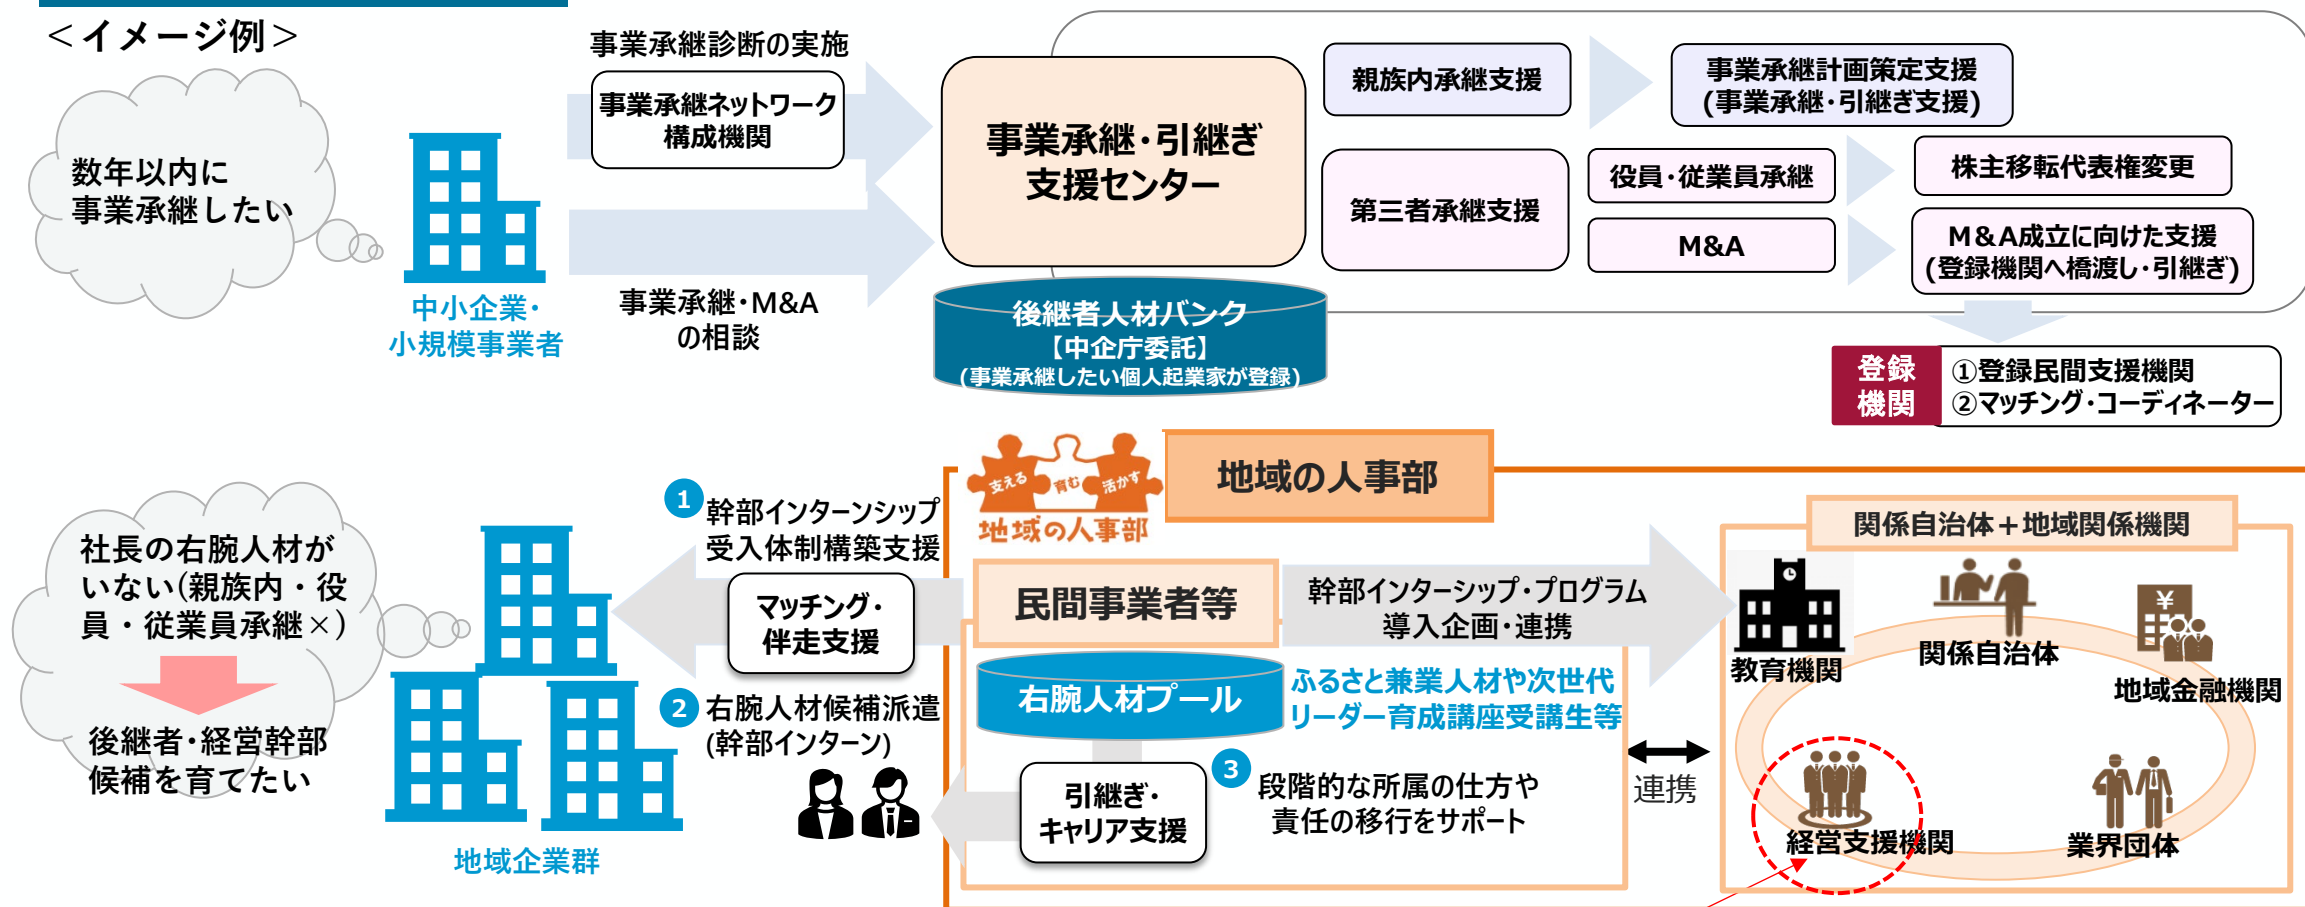 ＜イメージ例＞
数年以内に
事業承継したい
中小企業・
小規模事業者
事業承継診断の実施
事業承継ネットワーク
構成機関
事業承継・M&A
の相談
事業承継・引継ぎ
支援センター
後継者人材バンク
【中企庁委託】
(事業承継したい個人起業家が登録)
親族内承継支援
事業承継計画策定支援
(事業承継・引継ぎ支援)
第三者承継支援
役員・従業員承継
株主移転代表権変更
M&A
M＆A成立に向けた支援
(登録機関へ橋渡し・引継ぎ)
登録
機関
①登録民間支援機関
②マッチング・コーディネーター
社長の右腕人材が
いない(親族内・役
員・従業員承継×)
後継者・経営幹部
候補を育てたい
地域企業群
1 幹部インターンシップ
受入体制構築支援
マッチング・
伴走支援
2 右腕人材候補派遣
(幹部インターン)
支える 育む 活かす
地域の人事部
地域の人事部
民間事業者等
幹部インターシップ・プログラム
導入企画・連携
右腕人材プール
ふるさと兼業人材や次世代
リーダー育成講座受講生等
引継ぎ・
キャリア支援
3 段階的な所属の仕方や
責任の移行をサポート
連携
関係自治体＋地域関係機関
教育機関
関係自治体
¥
地域金融機関
経営支援機関
業界団体